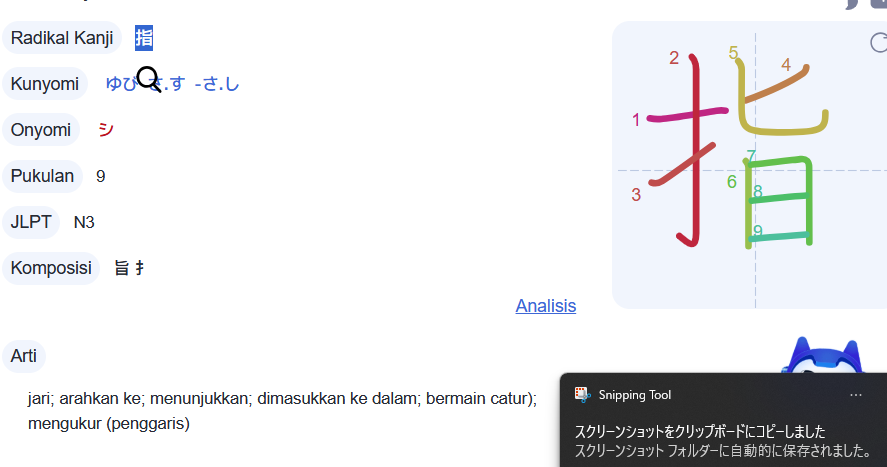 Radikal Kanji 指
Kunyomi ゆび さ.す -さ.し
Onyomi シ
Pukulan 9
JLPT N3
Komposisi 旨 扌
Analisis
Arti
jari; arahkan ke; menunjukkan; dimasukkan ke dalam; bermain catur);
mengukur (penggaris)
1
2
3
4
5
6
7
8
9
Snipping Tool
スクリーンショットをクリップボードにコピーしました
スクリーンショット フォルダーに自動的に保存されました。